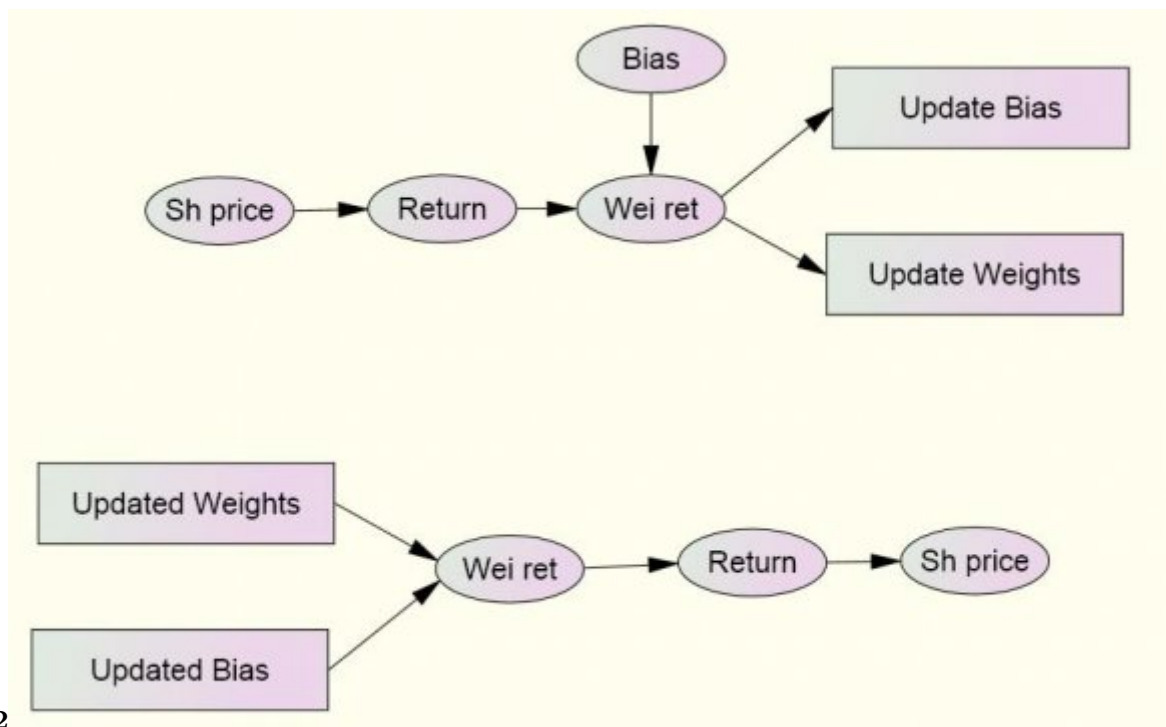 Bias
Update Bias
Sh price
Return
Wei ret
Update Weights
Updated Weights
Wei ret
Return
Sh price
Updated Bias
2